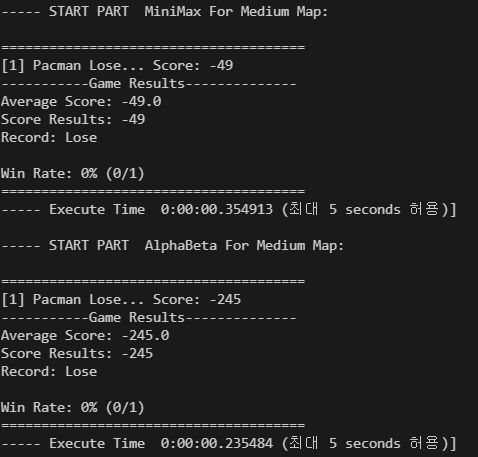 ----- START PART  MiniMax For Medium Map:
======================================
[1] Pacman Lose... Score: -49
-----------Game Results--------------
Average Score: -49.0
Score Results: -49
Record: Lose
Win Rate: 0% (0/1)
======================================
----- Execute Time  0:00:00.354913 (최대 5 seconds 허용)]
----- START PART  AlphaBeta For Medium Map:
======================================
[1] Pacman Lose... Score: -245
-----------Game Results--------------
Average Score: -245.0
Score Results: -245
Record: Lose
Win Rate: 0% (0/1)
======================================
----- Execute Time  0:00:00.235484 (최대 5 seconds 허용)]